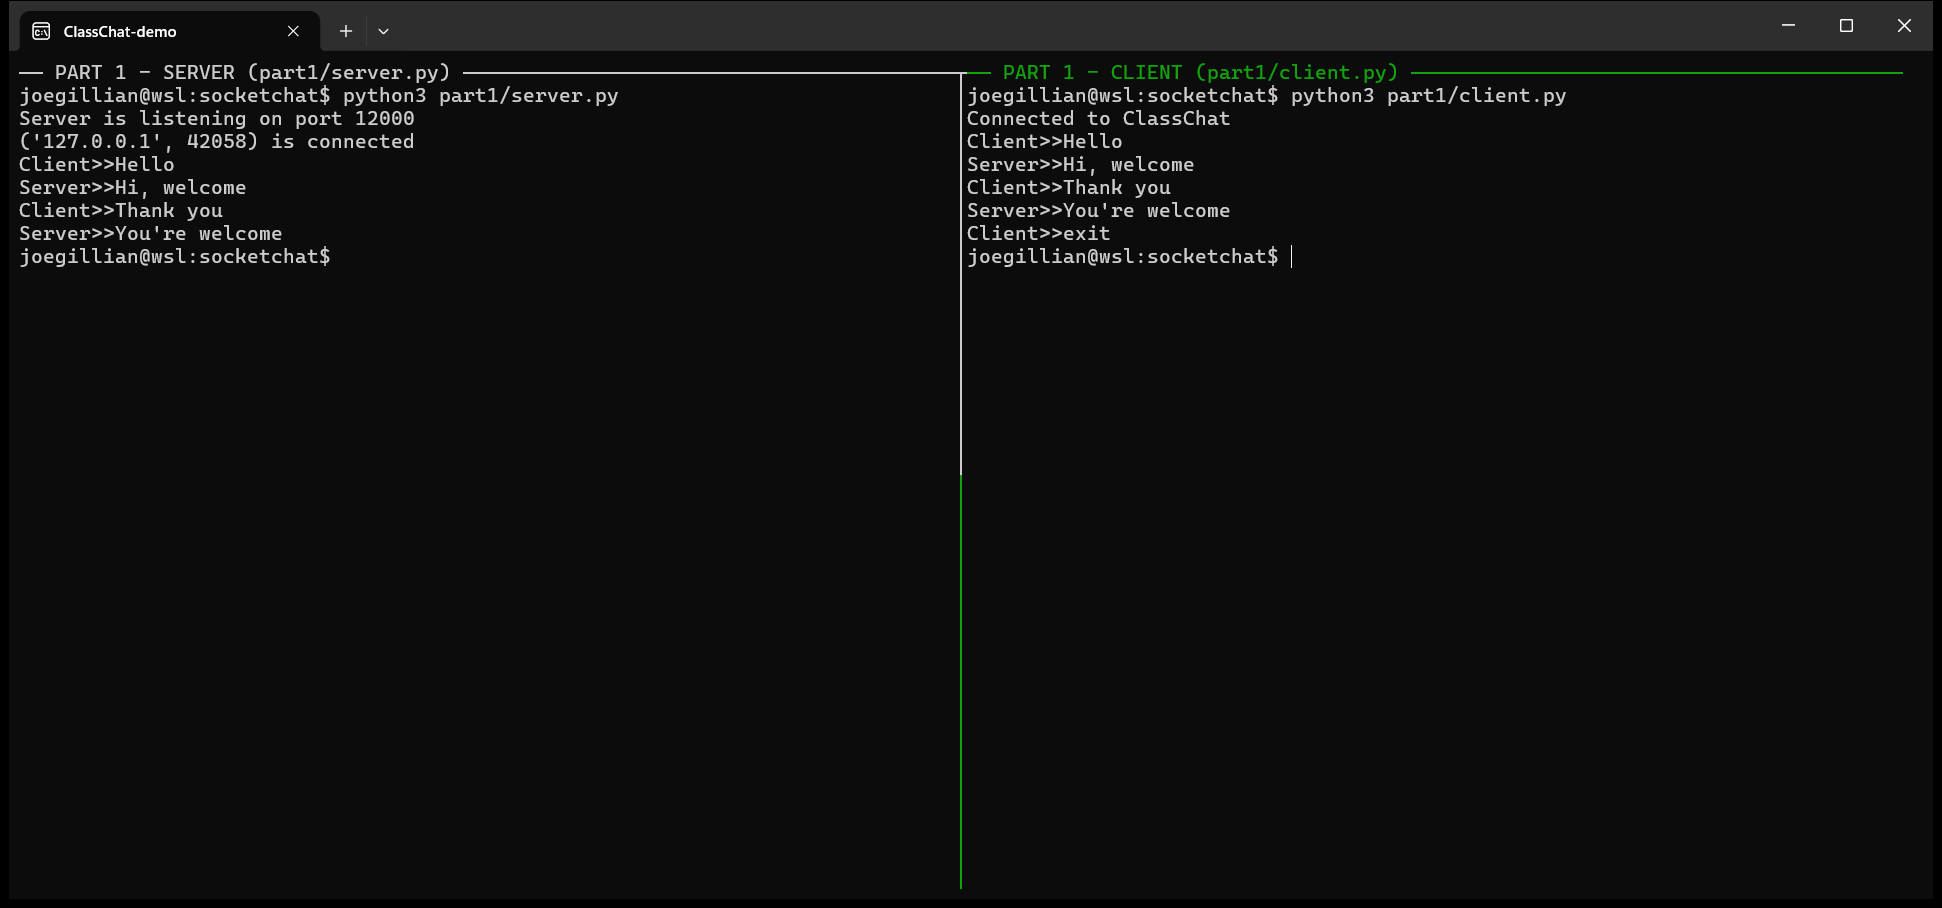 ClassChat-demo
PART 1 - SERVER (part1/server.py)
joegillian@wsl:socketchat$ python3 part1/server.py
Server is listening on port 12000
('127.0.0.1', 42058) is connected
Client>>Hello
Server>>Hi, welcome
Client>>Thank you
Server>>You're welcome
joegillian@wsl:socketchat$
PART 1 - CLIENT (part1/client.py)
joegillian@wsl:socketchat$ python3 part1/client.py
Connected to ClassChat
Client>>Hello
Server>>Hi, welcome
Client>>Thank you
Server>>You're welcome
Client>>exit
joegillian@wsl:socketchat$